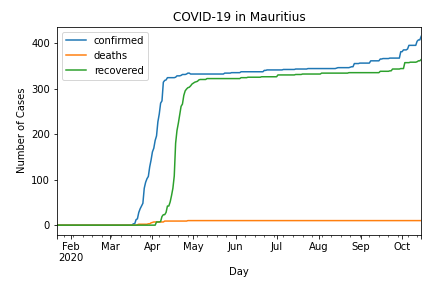 COVID-19 in Mauritius
confirmed
deaths
recovered
Number of Cases
400
300
200
100
0
Feb Mar Apr May Jun Jul Aug Sep Oct
2020
Day